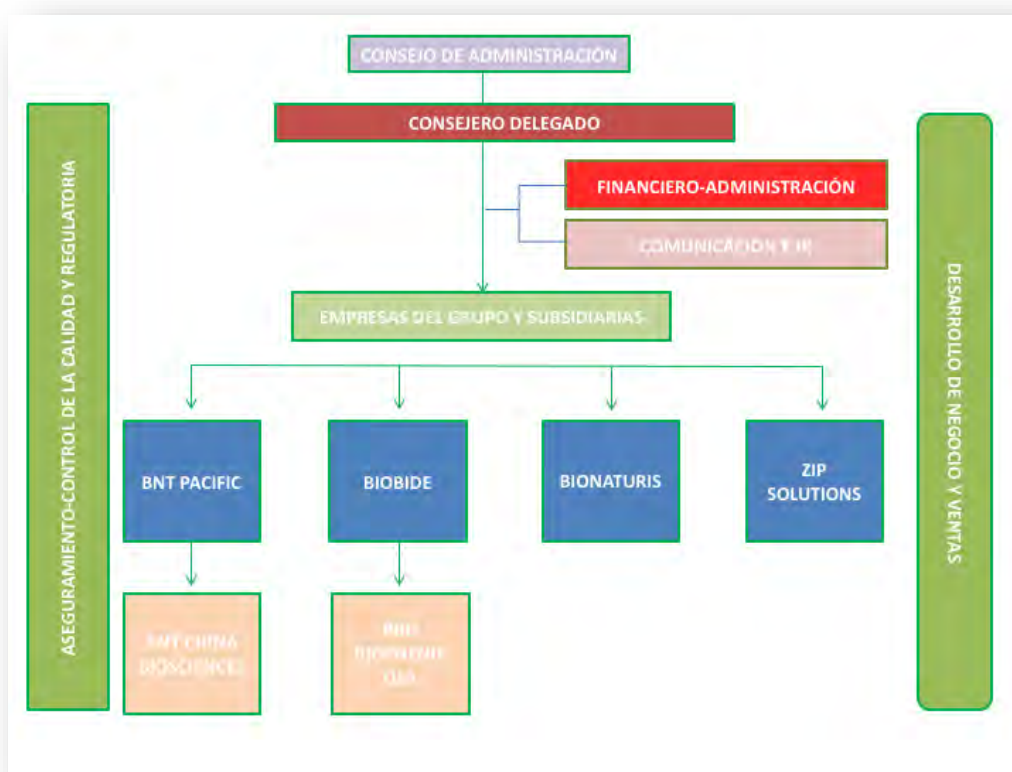 CONSEJO DE ADMINISTRACIÓN
CONSEJERO DELEGADO
FINANCIERO-ADMINISTRACIÓN
COMUNICACIÓN Y IR
EMPRESAS DEL GRUPO Y SUBSIDIARIAS
ASEGURAMIENTO-CONTROL DE LA CALIDAD Y REGULATORIA
DESARROLLO DE NEGOCIO Y VENTAS
BNT PACIFIC
BIOBIDE
BIONATURIS
ZIP
SOLUTIONS
BNT CHINA
BIOSCIENCES